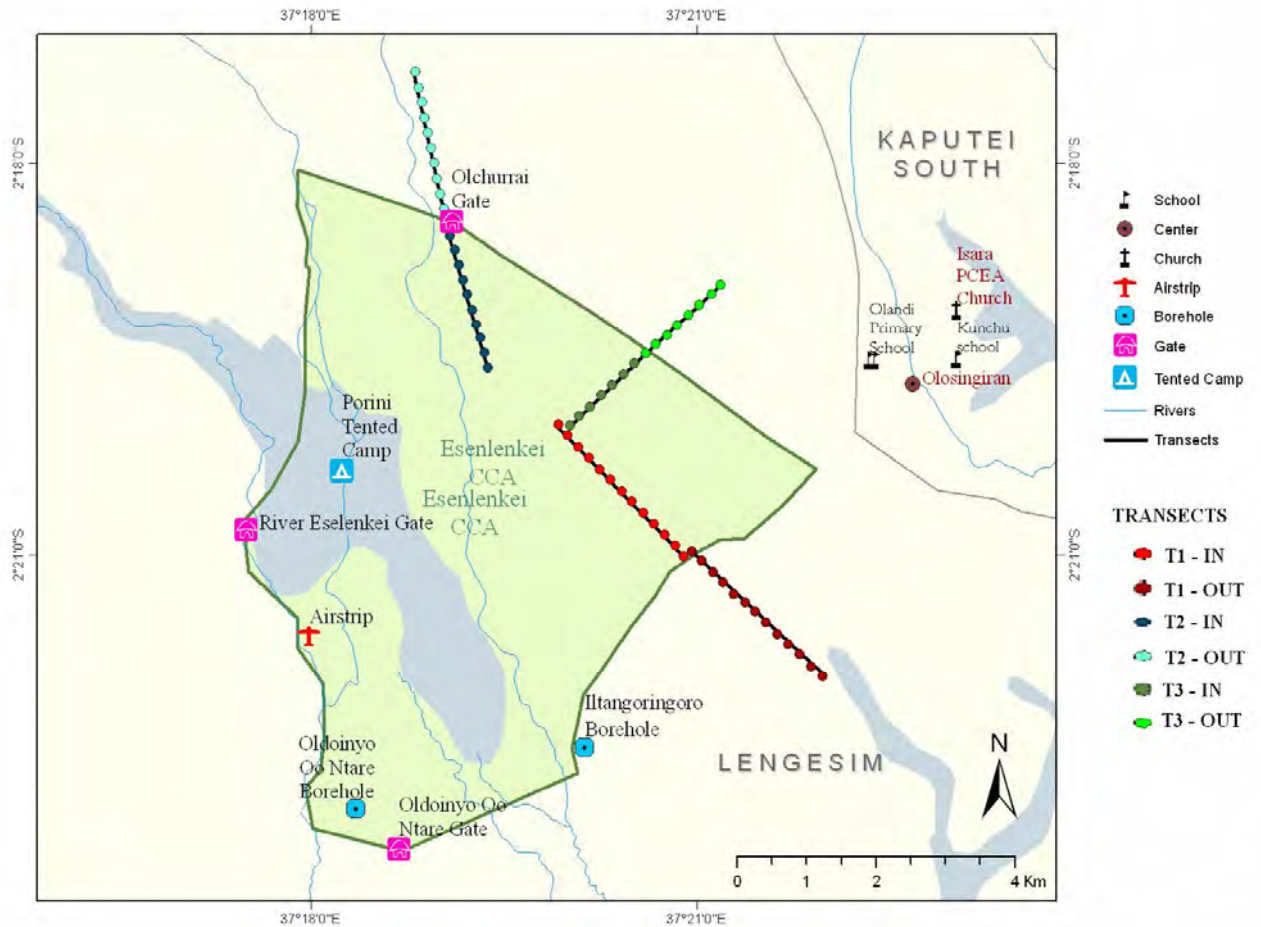 37°18'0"E
37°21'0"E
2°18'0"S
2°18'0"S
KAPUTEI
SOUTH
Olchurrai
Gate
Isara
PCEA
Church
Olandi
Primary
School
Kunchu
school
Olosingiran
Porini
Tented
Camp
Esenlenkei
CCA
Esenlenkei
CCA
River Eselenkei Gate
2°21'0"S
2°21'0"S
Airstrip
Iltangoringoro
Borehole
Oldoinyo
Oo Ntare
Borehole
Oldoinyo Oo
Ntare Gate
LENGESIM
N
0 1 2 4 Km
37°18'0"E
37°21'0"E
School
Center
Church
Airstrip
Borehole
Gate
Tented Camp
Rivers
Transects
TRANSECTS
T1 - IN
T1 - OUT
T2 - IN
T2 - OUT
T3 - IN
T3 - OUT